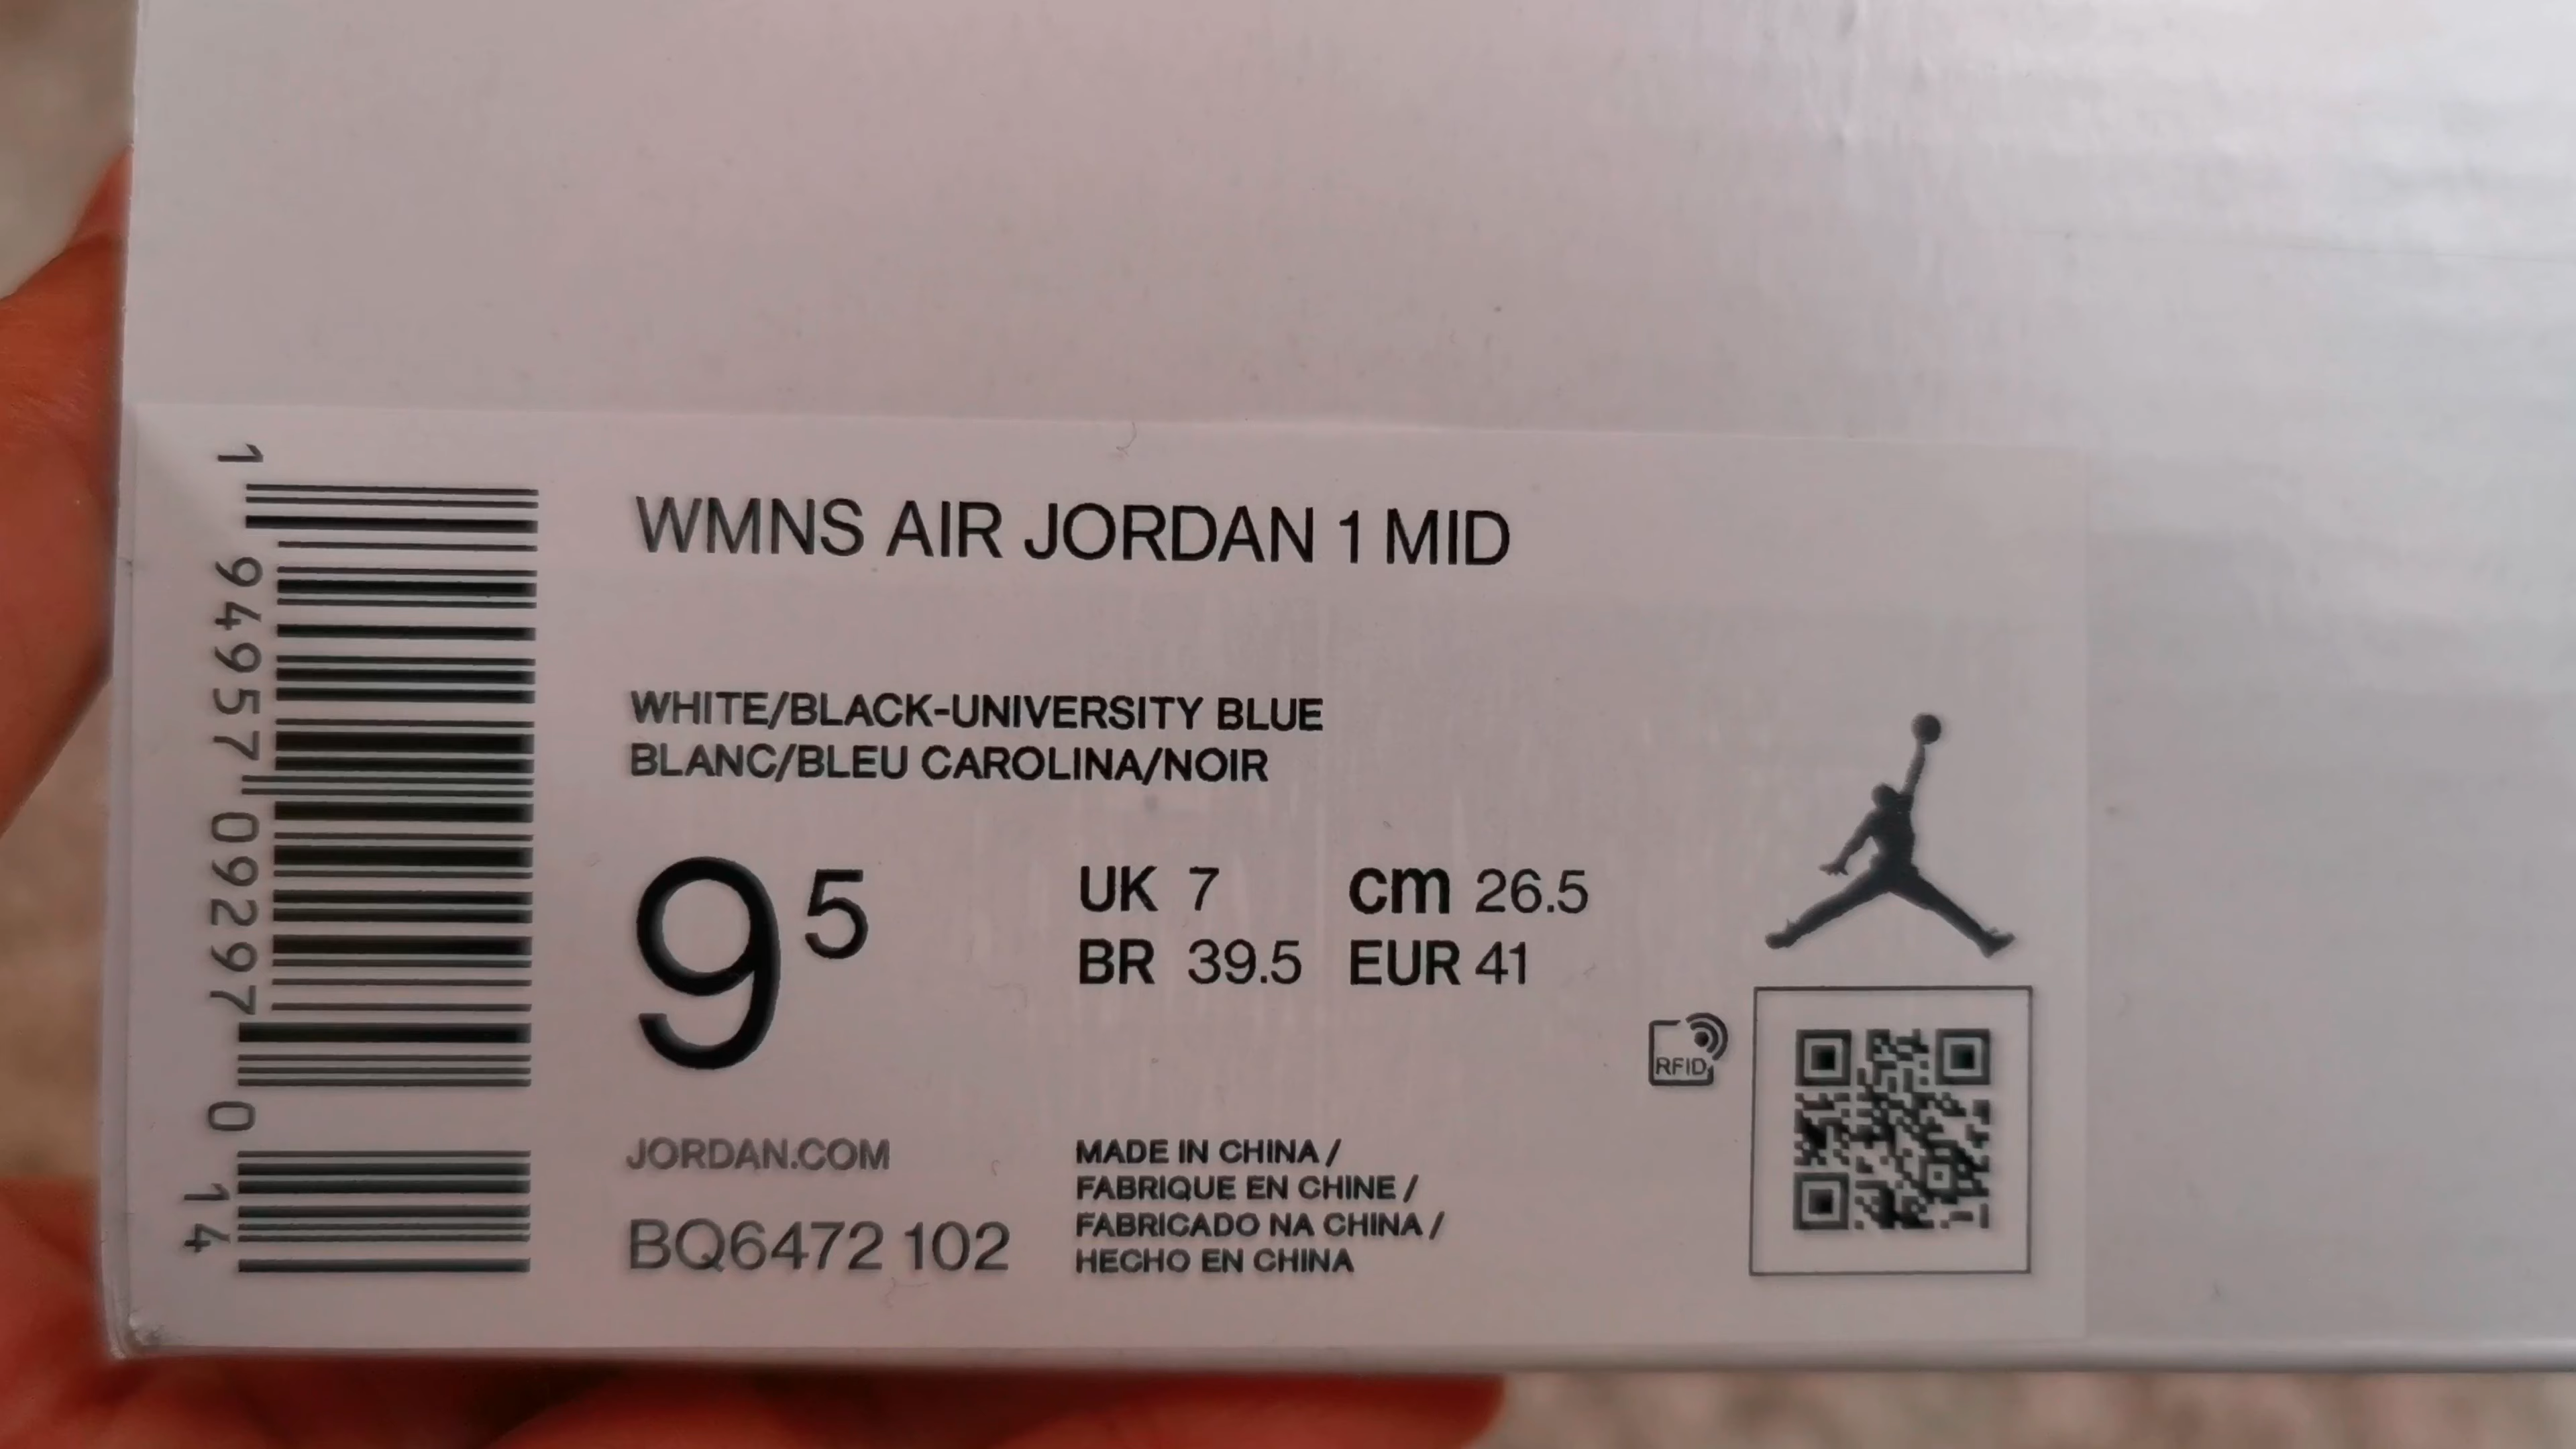 1 94957 09297 0 14
WMNS AIR JORDAN 1 MID
WHITE/BLACK-UNIVERSITY BLUE
BLANC/BLEU CAROLINA/NOIR
9 5
UK 7 cm 26.5
BR 39.5 EUR 41
RFID
JORDAN.COM
BQ6472 102
MADE IN CHINA /
FABRIQUE EN CHINE /
FABRICADO NA CHINA /
HECHO EN CHINA